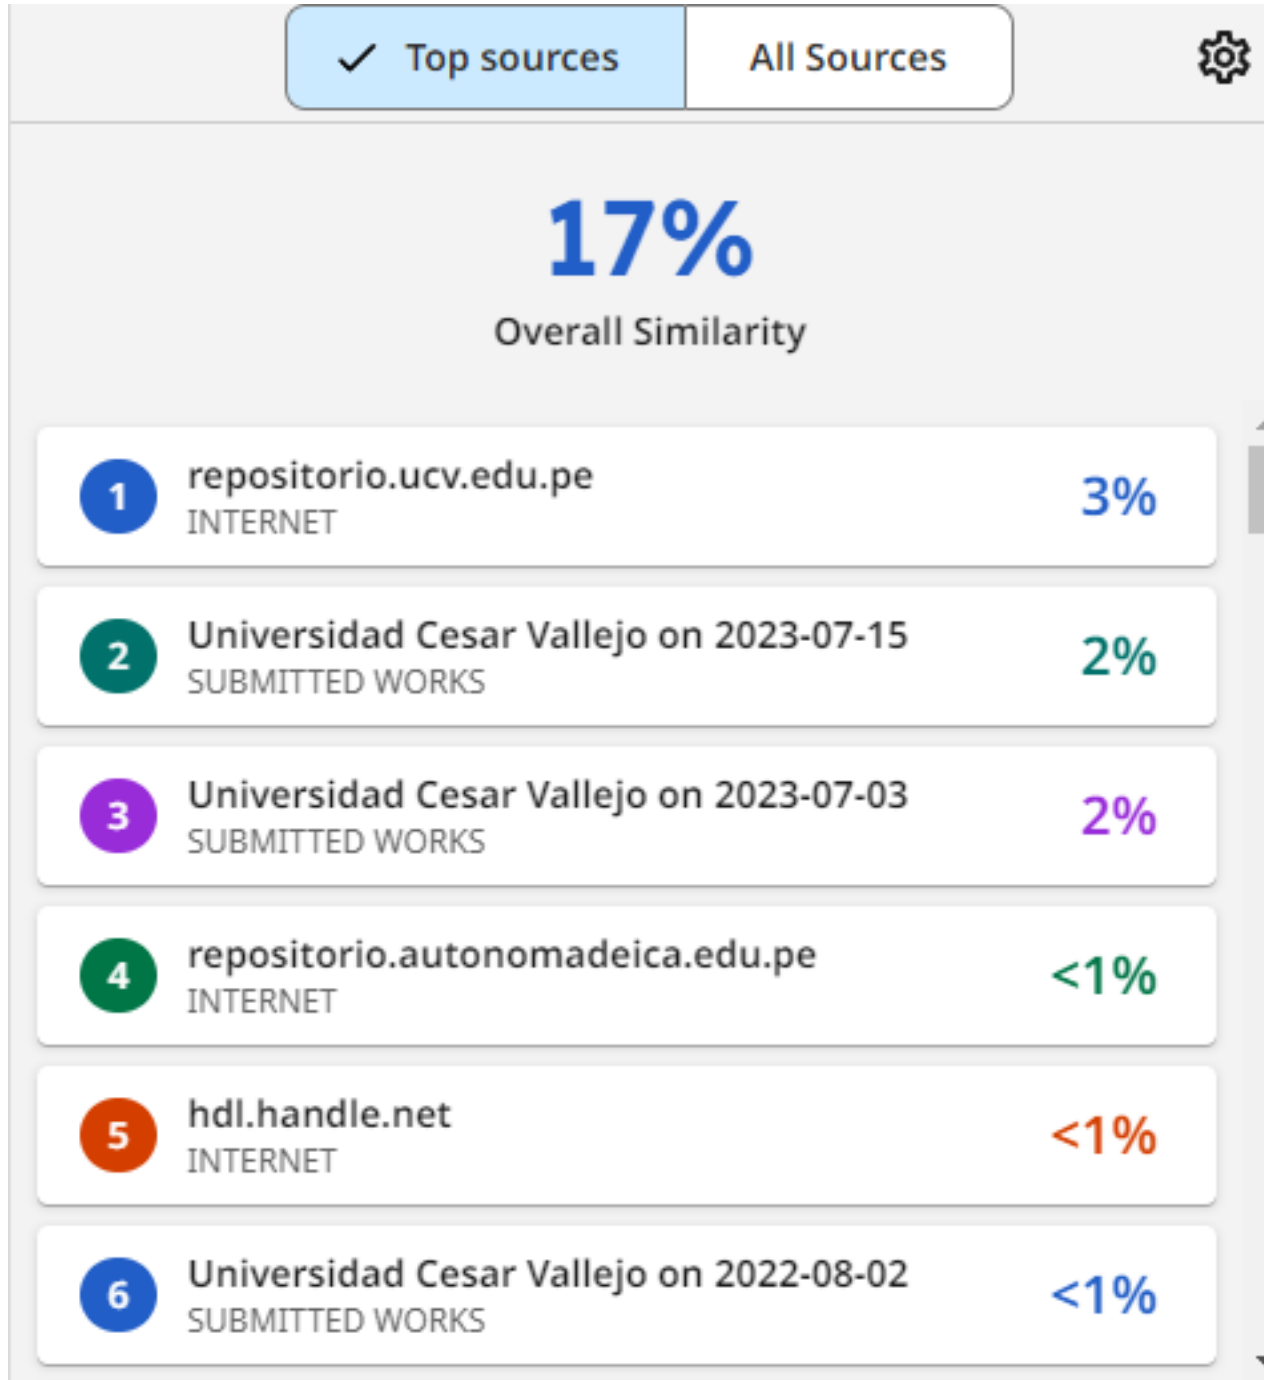 Top sources
All Sources
17%
Overall Similarity
1
repositorio.ucv.edu.pe
INTERNET
3%
2
Universidad Cesar Vallejo on 2023-07-15
SUBMITTED WORKS
2%
3
Universidad Cesar Vallejo on 2023-07-03
SUBMITTED WORKS
2%
4
repositorio.autonomadeica.edu.pe
INTERNET
<1%
5
hdl.handle.net
INTERNET
<1%
6
Universidad Cesar Vallejo on 2022-08-02
SUBMITTED WORKS
<1%